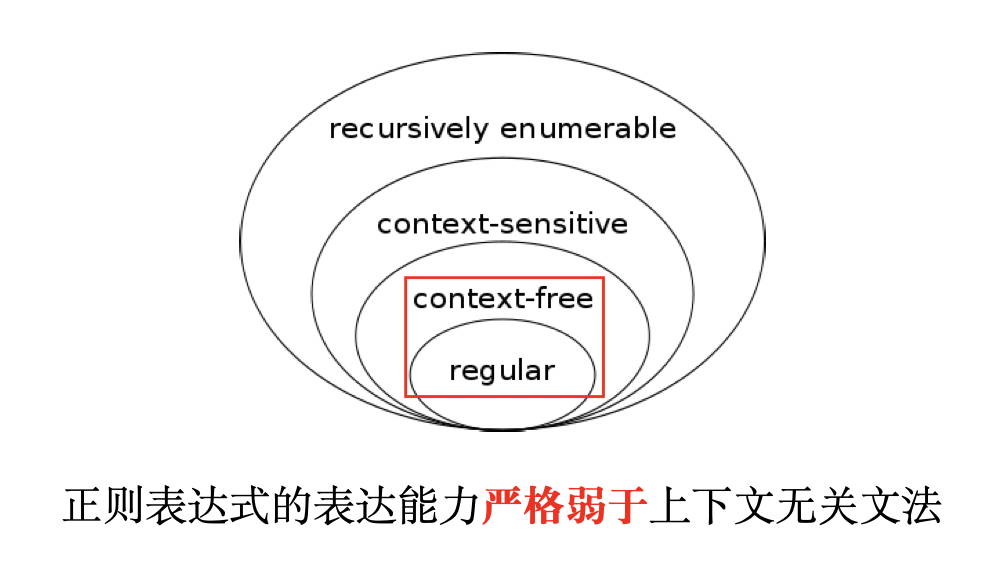 recursively enumerable
context-sensitive
context-free
regular
正则表达式的表达能力严格弱于上下文无关文法